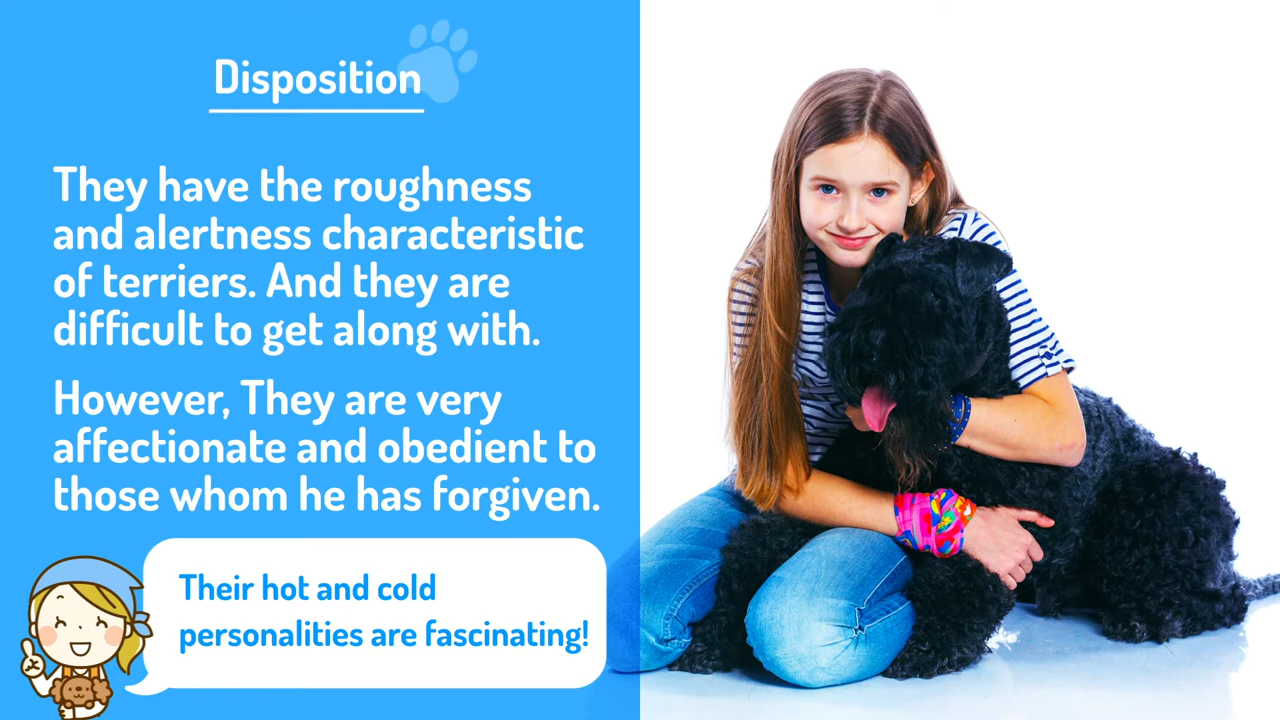 Disposition
They have the roughness
and alertness characteristic
of terriers. And they are
difficult to get along with.
However, They are very
affectionate and obedient to
those whom he has forgiven.
Their hot and cold
personalities are fascinating!